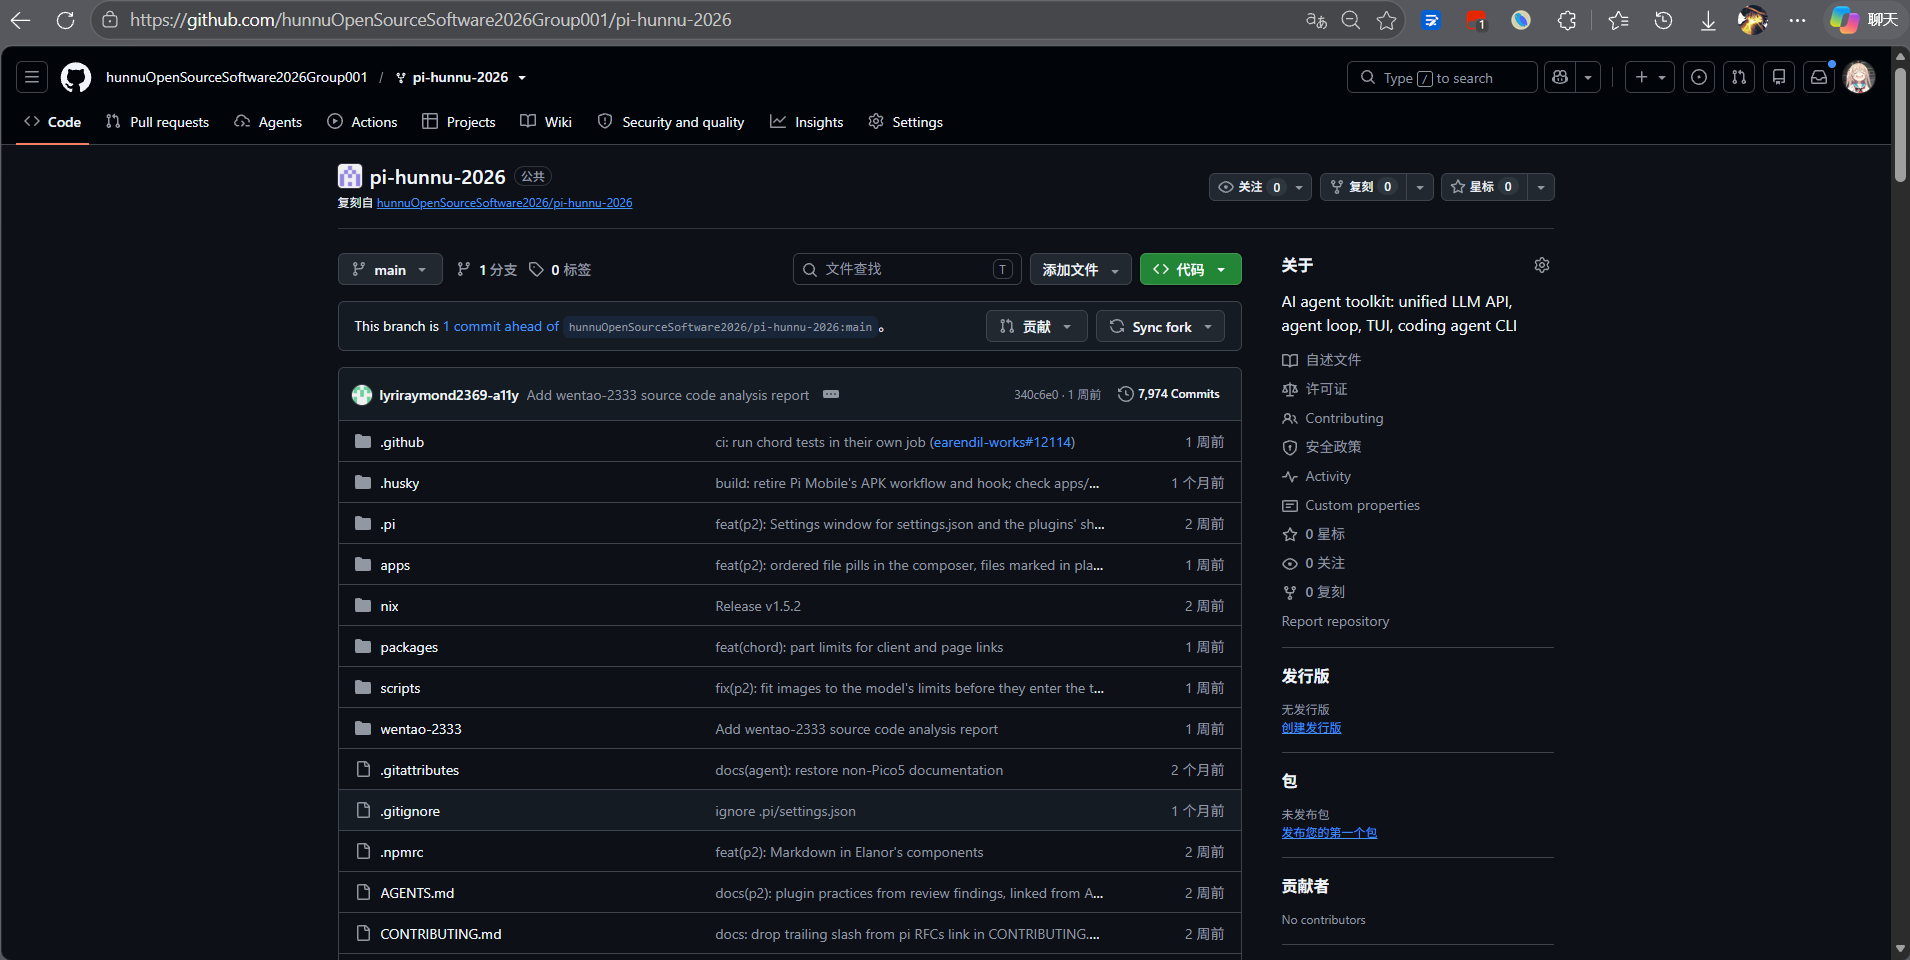 https://github.com/hunnuOpenSourceSoftware2026Group001/pi-hunnu-2026
1
聊天
hunnuOpenSourceSoftware2026Group001 / pi-hunnu-2026
Type / to search
Code Pull requests Agents Actions Projects Wiki Security and quality Insights Settings
pi-hunnu-2026 公共
关注 0 复刻 0 星标 0
复刻自 hunnuOpenSourceSoftware2026/pi-hunnu-2026
main 1 分支 0 标签 文件查找 T 添加文件 代码
This branch is 1 commit ahead of hunnuOpenSourceSoftware2026/pi-hunnu-2026:main 。 贡献 Sync fork
lyriraymond2369-a11y Add wentao-2333 source code analysis report 340c6e0 · 1 周前 7,974 Commits
.github ci: run chord tests in their own job (earendil-works#12114) 1 周前
.husky build: retire Pi Mobile's APK workflow and hook; check apps/... 1 个月前
.pi feat(p2): Settings window for settings.json and the plugins' sh... 2 周前
apps feat(p2): ordered file pills in the composer, files marked in pla... 1 周前
nix Release v1.5.2 2 周前
packages feat(chord): part limits for client and page links 1 周前
scripts fix(p2): fit images to the model's limits before they enter the t... 1 周前
wentao-2333 Add wentao-2333 source code analysis report 1 周前
.gitattributes docs(agent): restore non-Pico5 documentation 2 个月前
.gitignore ignore .pi/settings.json 1 个月前
.npmrc feat(p2): Markdown in Elanor's components 2 周前
AGENTS.md docs(p2): plugin practices from review findings, linked from A... 2 周前
CONTRIBUTING.md docs: drop trailing slash from pi RFCs link in CONTRIBUTING.... 2 周前
关于
AI agent toolkit: unified LLM API,
agent loop, TUI, coding agent CLI
自述文件
许可证
Contributing
安全政策
Activity
Custom properties
0 星标
0 关注
0 复刻
Report repository
发行版
无发行版
创建发行版
包
未发布包
发布您的第一个包
贡献者
No contributors